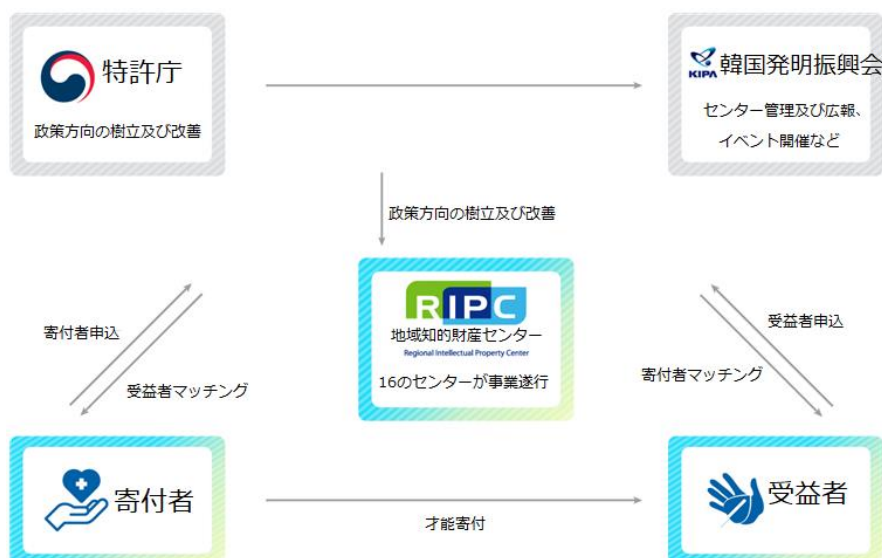 特許庁
政策方向の樹立及び改善
KIPA 韓国発明振興会
センター管理及び広報、
イベント開催など
政策方向の樹立及び改善
RIPC
地域知的財産センター
Regional Intellectual Property Center
16のセンターが事業遂行
寄付者申込
受益者マッチング
受益者申込
寄付者マッチング
寄付者
才能寄付
受益者